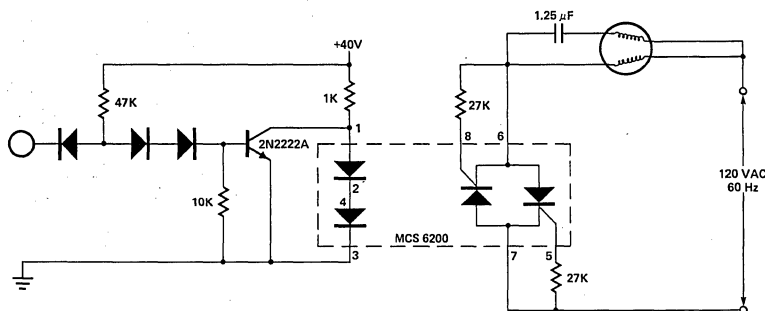 1.25 µF
+40V
47K
1K
27K
1
8
6
2N2222A
2
120 VAC
60 Hz
10K
4
MCS 6200
3
7
5
27K